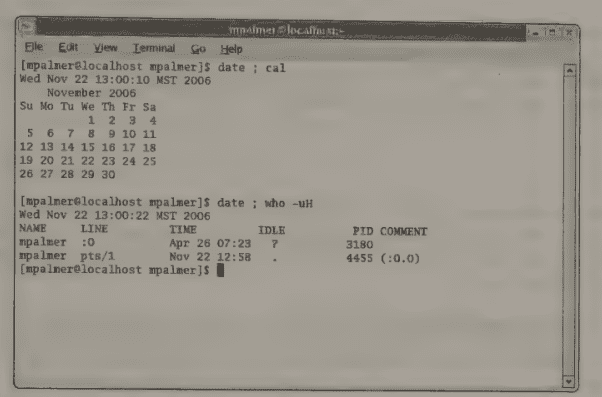 mpalmer@localhost:~
File Edit View Terminal Go Help
[mpalmer@localhost mpalmer]$ date ; cal
Wed Nov 22 13:00:10 MST 2006
    November 2006
Su Mo Tu We Th Fr Sa
          1  2  3  4
 5  6  7  8  9 10 11
12 13 14 15 16 17 18
19 20 21 22 23 24 25
26 27 28 29 30
[mpalmer@localhost mpalmer]$ date ; who -uH
Wed Nov 22 13:00:22 MST 2006
NAME     LINE         TIME         IDLE          PID COMMENT
mpalmer  :0           Apr 26 07:23   ?          3180
mpalmer  pts/1        Nov 22 12:58   .          4455 (:0.0)
[mpalmer@localhost mpalmer]$